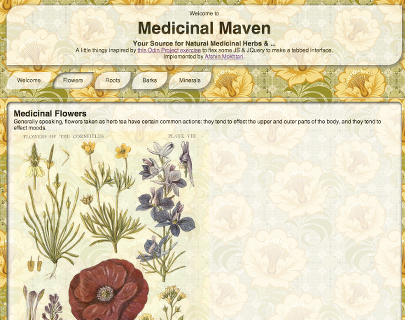 Welcome to
Medicinal Maven
Your Source for Natural Medicinal Herbs & ...
A little thingy inspired by this Odin Project exercise to flex some JS & JQuery to make a tabbed interface.
Implemented by Afshin Mokhtari.
Welcome
Flowers
Roots
Barks
Minerals
Medicinal Flowers
Generally speaking, flowers taken as herb tea have certain common actions: they tend to effect the upper and outer parts of the body, and they tend to
effect moods.
FLOWERS OF THE CORNFIELDS.
PLATE VIII